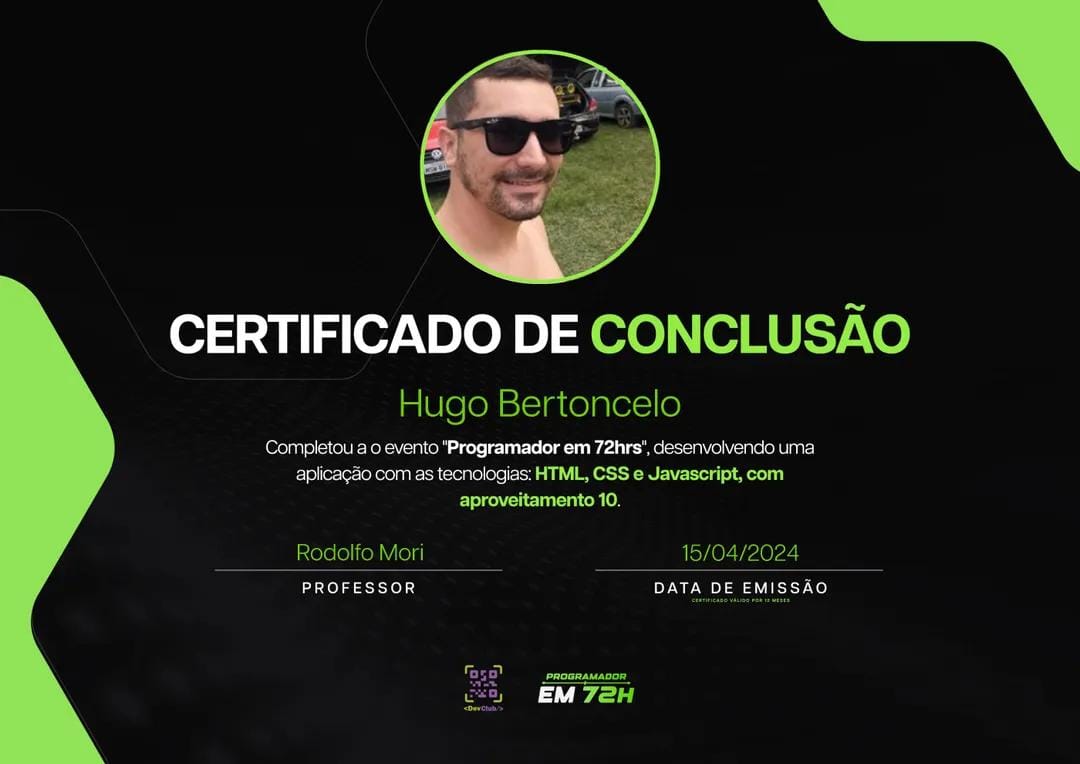 CERTIFICADO DE CONCLUSÃO
Hugo Bertoncelo
Completou a o evento "Programador em 72hrs", desenvolvendo uma
aplicação com as tecnologias: HTML, CSS e Javascript, com
aproveitamento 10.
Rodolfo Mori
PROFESSOR
15/04/2024
DATA DE EMISSÃO
CERTIFICADO VÁLIDO POR 12 MESES
<DevClub/>
PROGRAMADOR
EM 72H